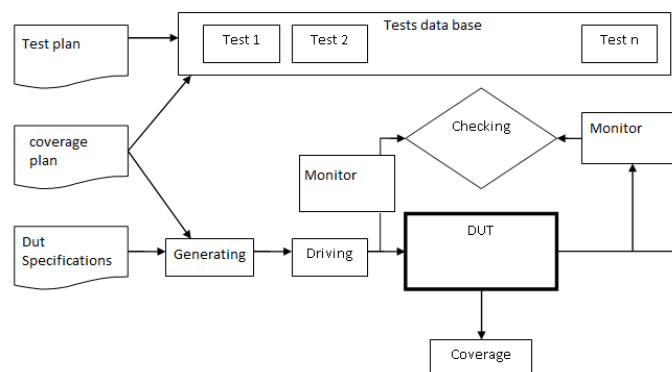 Tests data base
Test plan
Test 1
Test 2
Test n
coverage
plan
Checking
Monitor
Monitor
Dut
Specifications
Generating
Driving
DUT
Coverage